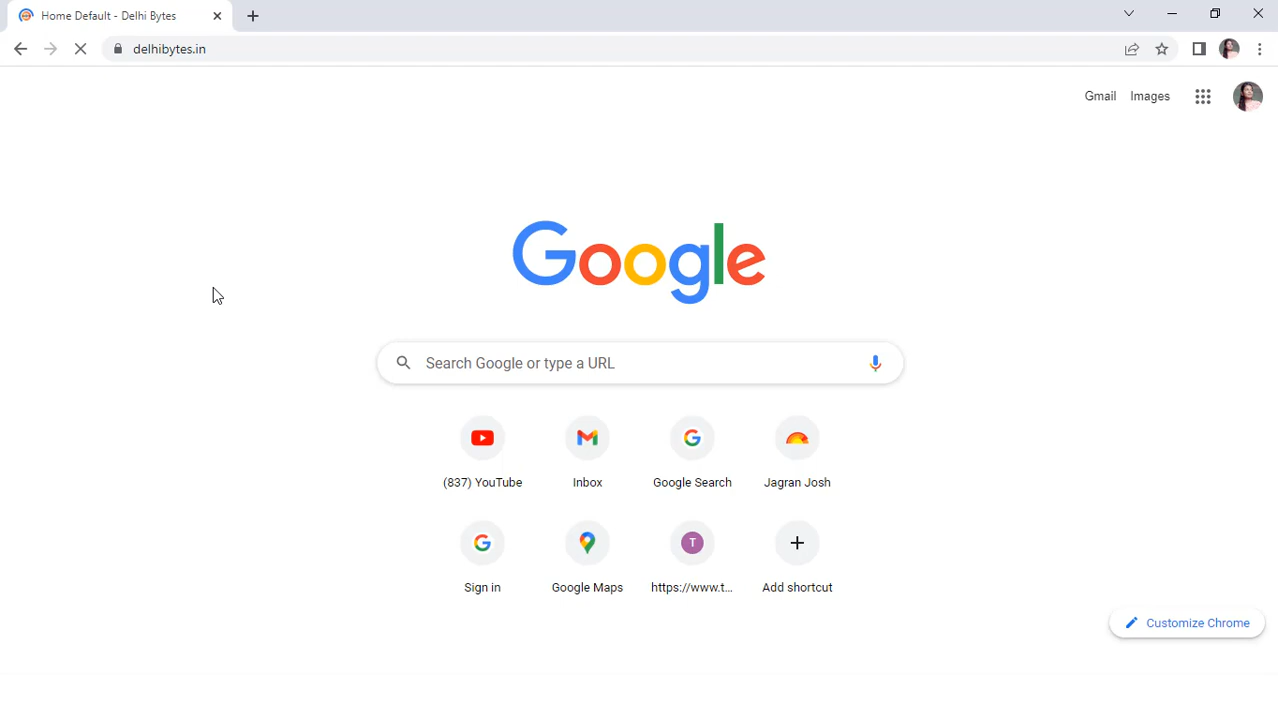 Home Default - Delhi Bytes
delhibytes.in
Gmail Images
Google
Search Google or type a URL
(837) YouTube Inbox Google Search Jagran Josh
T
Sign in Google Maps https://www.t... Add shortcut
Customize Chrome